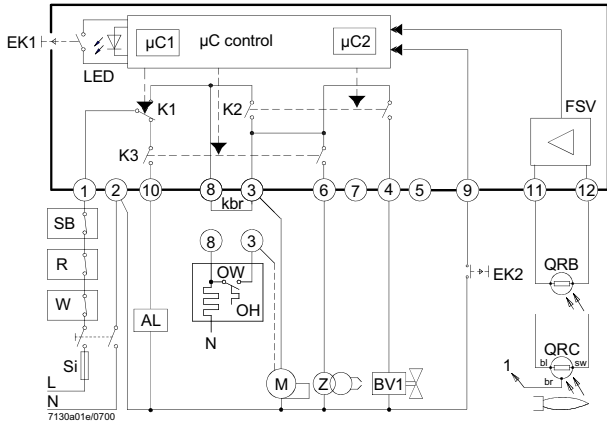 EK1
LED
µC1
µC control
µC2
K1
K2
FSV
K3
1
2
10
8
3
6
7
4
5
9
11
12
kbr
SB
R
W
Si
L
N
7130a01e/0700
AL
8
3
OW
OH
N
M
Z
BV1
EK2
QRB
QRC
1
bl
sw
br